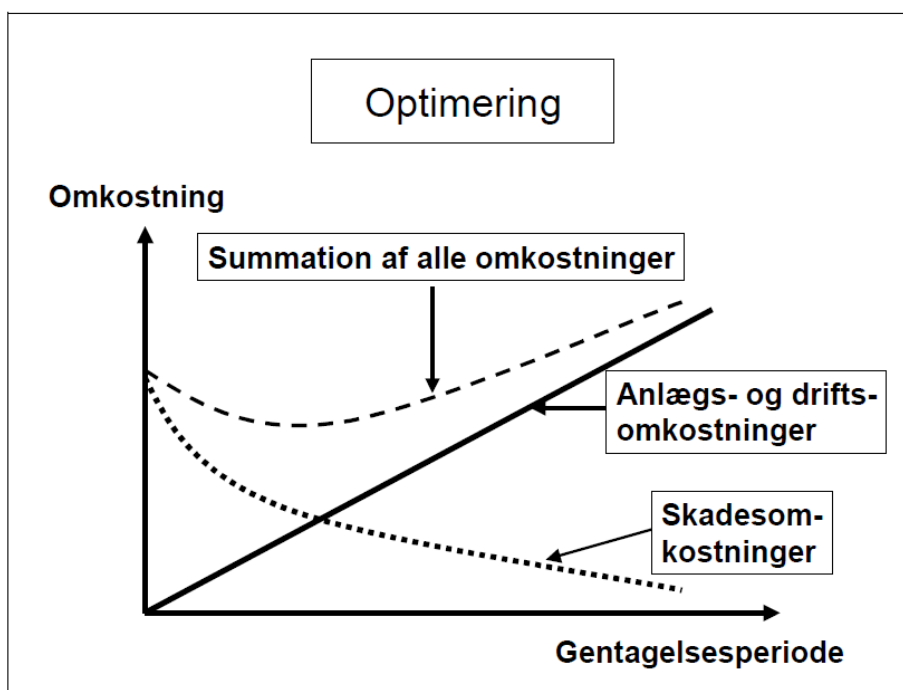 Optimering
Omkostning
Summation af alle omkostninger
Anlægs- og drifts-
omkostninger
Skadesom-
kostninger
Gentagelsesperiode